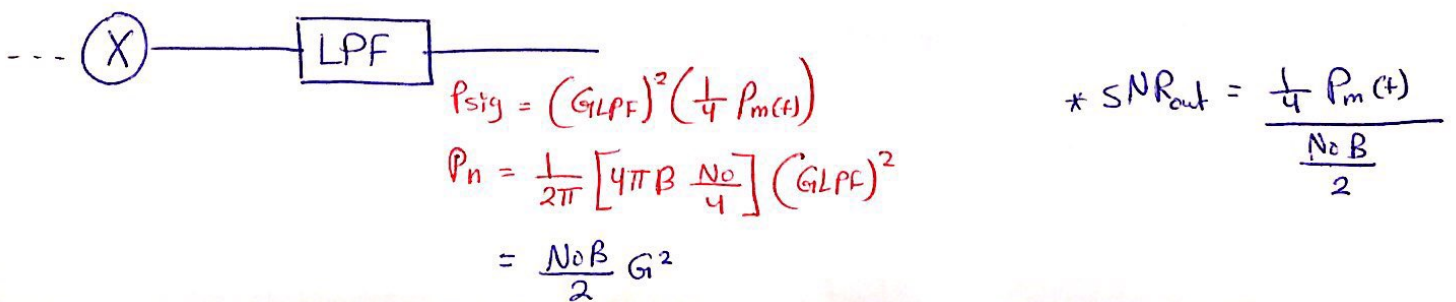 --- X LPF
Psig = (GLPF)² (1/4 Pm(t))
* SNRout = (1/4 Pm(t)) / (NoB/2)
Pn = 1/2π [4πB No/4] (GLPF)²
= NoB/2 G²